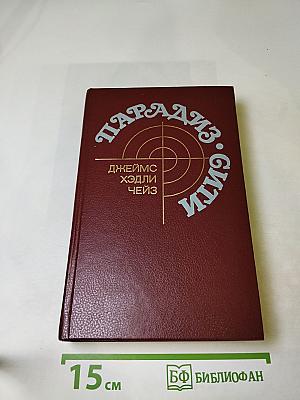 ПАРАДИЗ·СИТИ
ДЖЕЙМС
ХЭДЛИ
ЧЕЙЗ
15 см
БФ БИБЛИОФАН